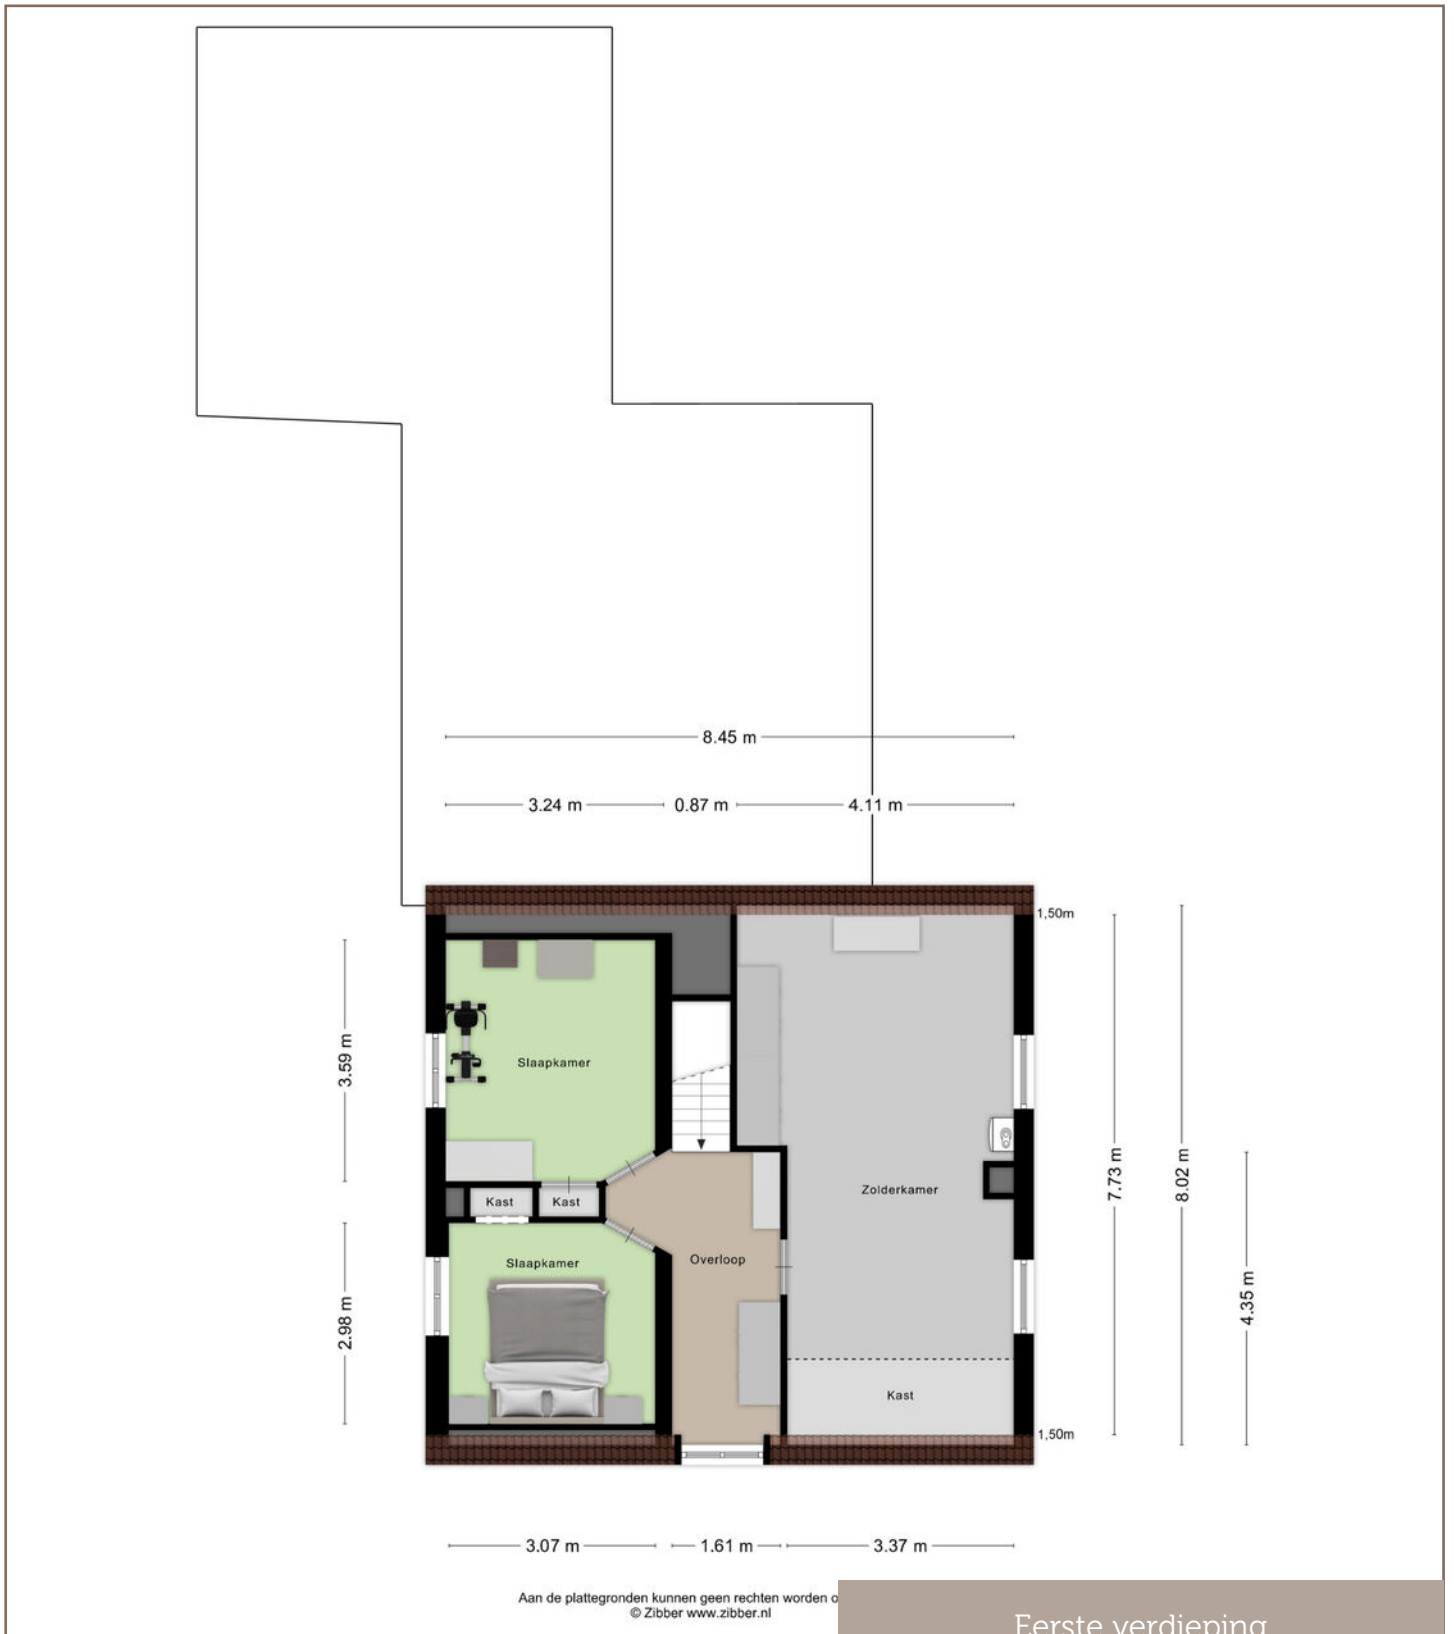 8.45 m
3.24 m 0.87 m 4.11 m
1,50m
3.59 m
Slaapkamer
7.73 m
8.02 m
Zolderkamer
Kast Kast
Slaapkamer
Overloop
2.98 m
4.35 m
Kast
1,50m
3.07 m 1.61 m 3.37 m
Aan de plattegronden kunnen geen rechten worden o
© Zibber www.zibber.nl
Eerste verdieping